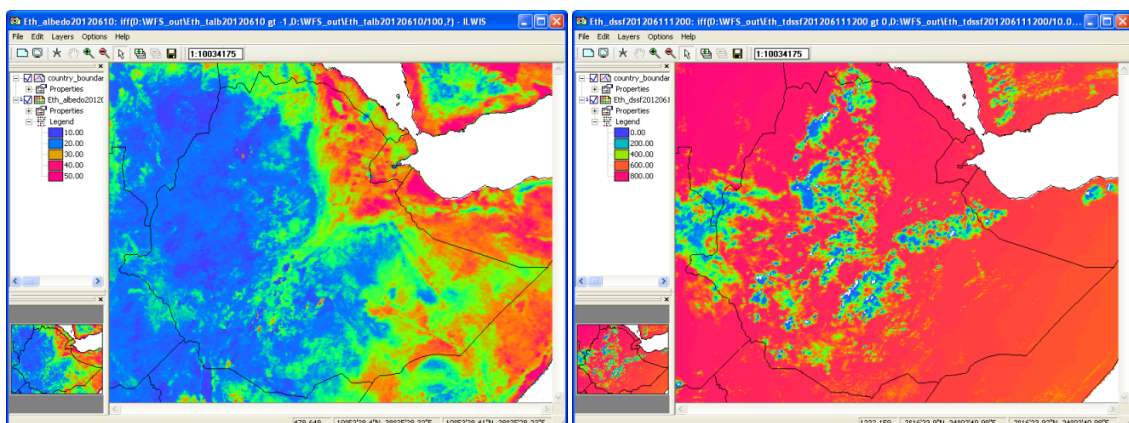 Eth_albedo20120610: iff(D:\WFS_out\Eth_talb20120610 gt -1,D:\WFS_out\Eth_talb20120610/100,?) - ILWIS
File Edit Layers Options Help
1:10034175
country_boundar
Properties
Eth_albedo20120
Properties
Legend
10.00
20.00
30.00
40.00
50.00
Eth_dssf201206111200: iff(D:\WFS_out\Eth_tdssf201206111200 gt 0,D:\WFS_out\Eth_tdssf201206111200/10.0...
File Edit Layers Options Help
1:10034175
country_boundar
Properties
Eth_dssf2012061
Properties
Legend
0.00
200.00
400.00
600.00
800.00